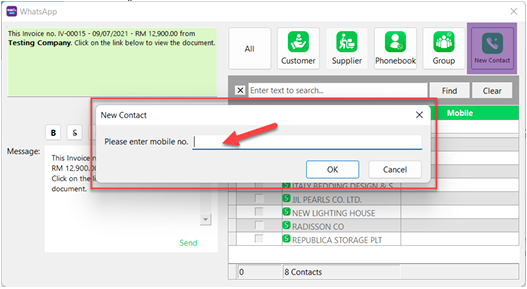 WhatsApp
This Invoice no. IV-00015 - 09/07/2021 - RM 12,900.00 from
Testing Company. Click on the link below to view the document.
All
Customer
Supplier
Phonebook
Group
New Contact
Enter text to search...
Find
Clear
New Contact
Mobile
Please enter mobile no.
OK
Cancel
B
S
Message:
This Invoice n
RM 12,900.
Click on the
document.
Send
ITALY BEDDING DESIGN & S
JIL PEARLS CO. LTD.
NEW LIGHTING HOUSE
RADISSON CO
REPUBLICA STORAGE PLT
0
8 Contacts